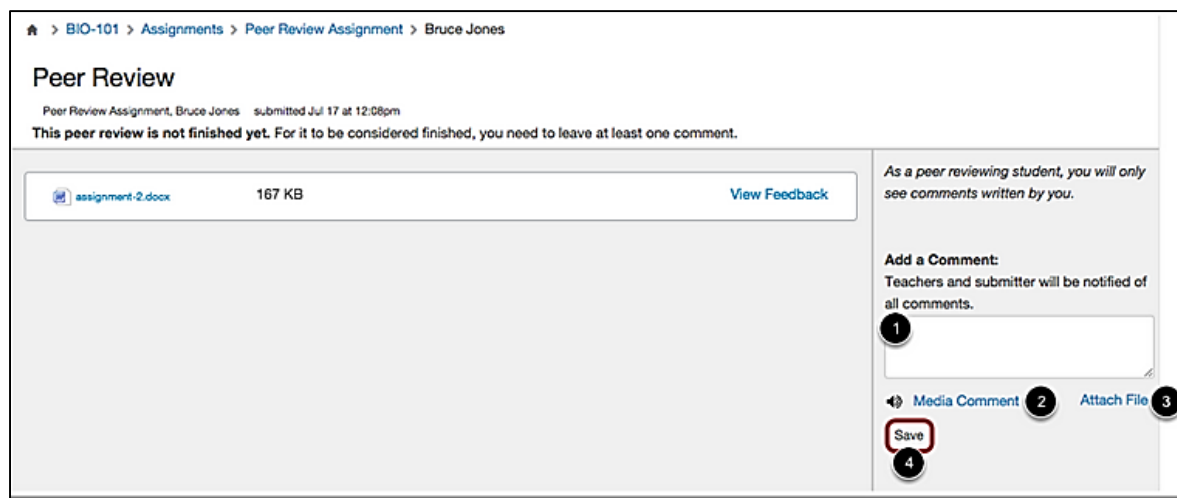 > BIO-101 > Assignments > Peer Review Assignment > Bruce Jones
Peer Review
Peer Review Assignment, Bruce Jones submitted Jul 17 at 12:08pm
This peer review is not finished yet. For it to be considered finished, you need to leave at least one comment.
assignment-2.docx 167 KB View Feedback
As a peer reviewing student, you will only
see comments written by you.
Add a Comment:
Teachers and submitter will be notified of
all comments.
1
Media Comment 2 Attach File 3
Save
4